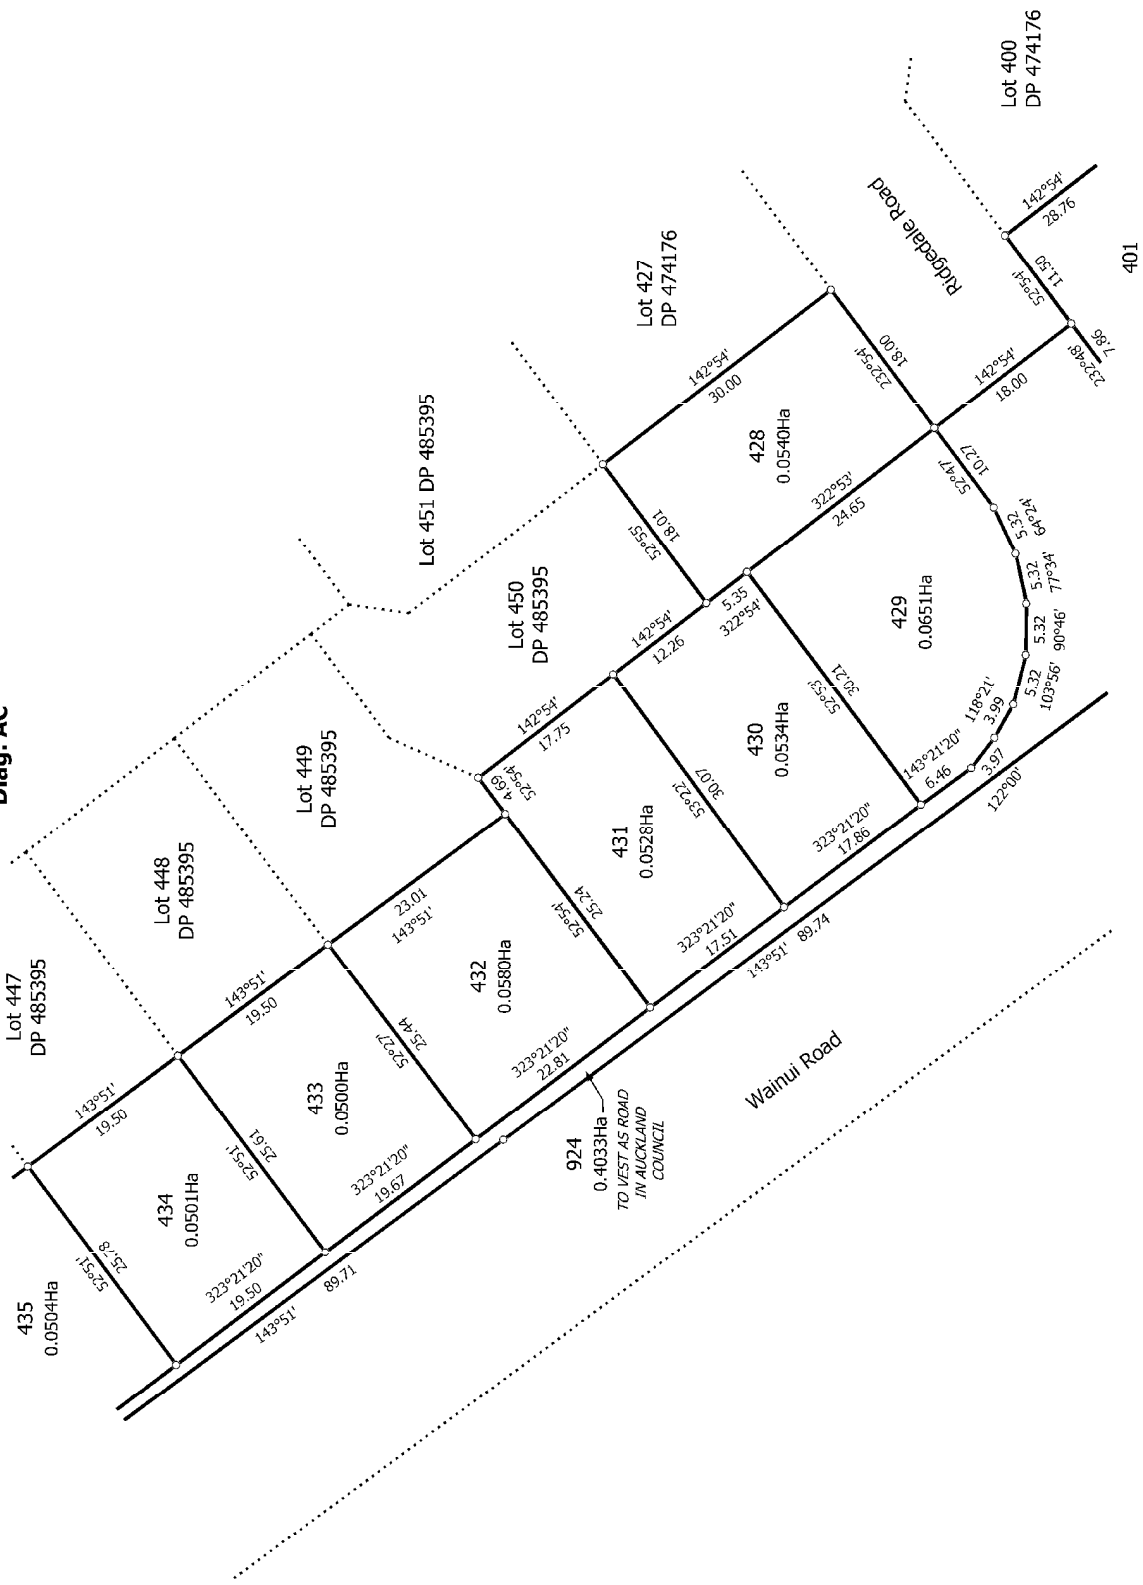 Diag. AC
Lot 400
DP 474176
142°54'
28.76
401
52°54'
11.50
232°48'
7.86
Ridgedale Road
142°54'
18.00
Lot 427
DP 474176
142°54'
30.00
232°54'
18.00
428
0.0540Ha
52°55'
18.01
322°53'
24.65
Lot 451 DP 485395
Lot 450
DP 485395
142°54'
12.26
5.35
322°54'
52°47'
10.27
5.32
64°24'
5.32
77°34'
5.32
90°46'
5.32
103°56'
118°21'
3.99
3.97
122°00'
429
0.0651Ha
52°53'
30.21
143°21'20"
6.46
430
0.0534Ha
323°21'20"
17.86
53°22'
30.07
142°54'
17.75
4.69
52°54'
431
0.0528Ha
323°21'20"
17.51
52°54'
25.24
Lot 449
DP 485395
23.01
143°51'
432
0.0580Ha
323°21'20"
22.81
52°27'
25.44
Lot 448
DP 485395
143°51'
19.50
433
0.0500Ha
323°21'20"
19.67
52°51'
25.61
Lot 447
DP 485395
143°51'
19.50
434
0.0501Ha
323°21'20"
19.50
52°51'
25.78
435
0.0504Ha
143°51'
89.71
143°51'
89.74
924
0.4033Ha
TO VEST AS ROAD
IN AUCKLAND
COUNCIL
Wainui Road